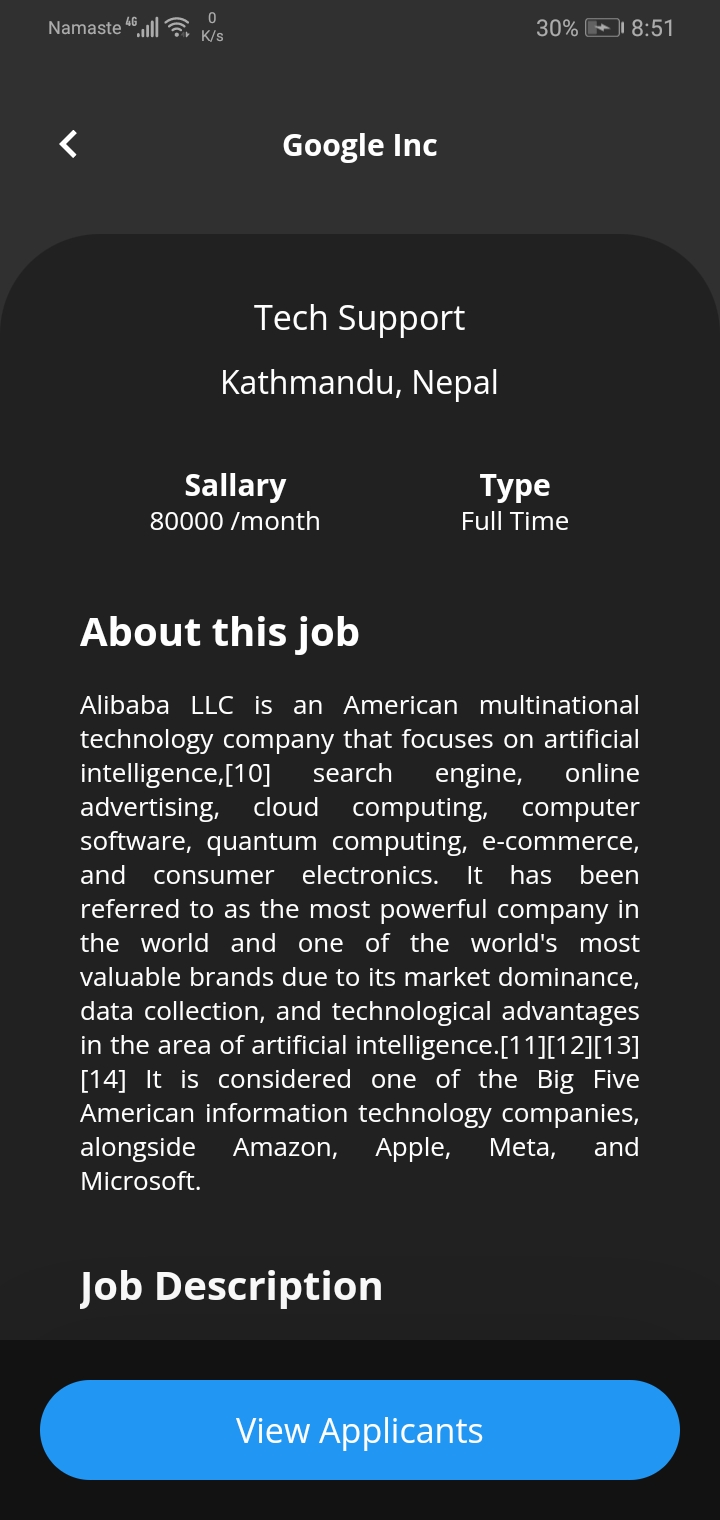 Namaste 4G 0 K/s 30% 8:51
Google Inc
Tech Support
Kathmandu, Nepal
Sallary Type
80000 /month Full Time
About this job
Alibaba LLC is an American multinational
technology company that focuses on artificial
intelligence,[10] search engine, online
advertising, cloud computing, computer
software, quantum computing, e-commerce,
and consumer electronics. It has been
referred to as the most powerful company in
the world and one of the world's most
valuable brands due to its market dominance,
data collection, and technological advantages
in the area of artificial intelligence.[11][12][13]
[14] It is considered one of the Big Five
American information technology companies,
alongside Amazon, Apple, Meta, and
Microsoft.
Job Description
View Applicants